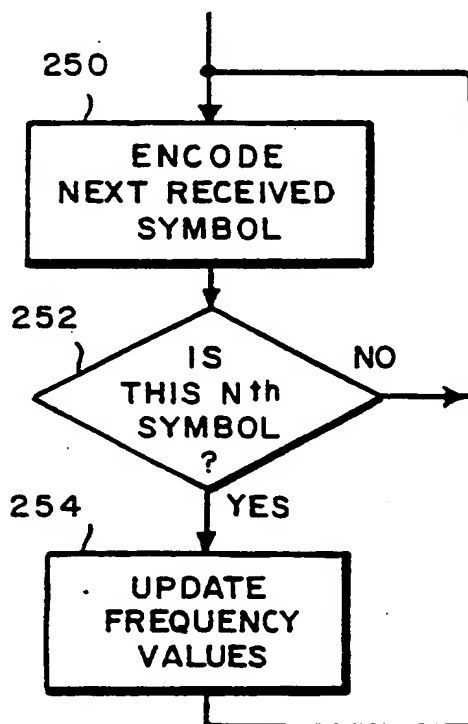 250
ENCODE
NEXT RECEIVED
SYMBOL
252
IS
THIS Nth
SYMBOL
?
NO
YES
254
UPDATE
FREQUENCY
VALUES